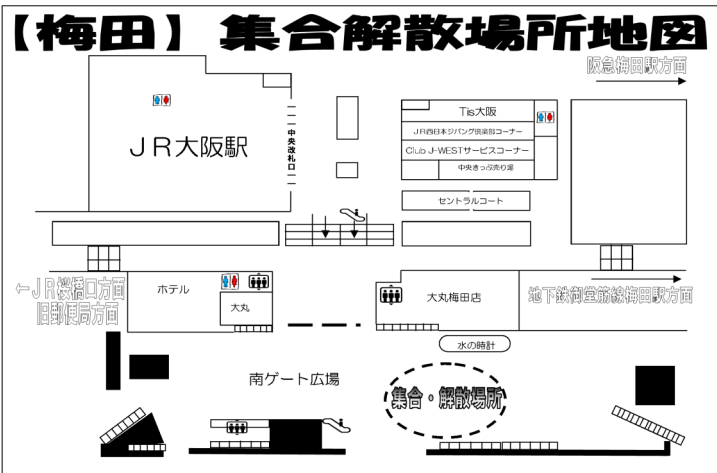 【梅田】 集合解散場所地図
阪急梅田駅方面
JR大阪駅
中央改札口
Tis大阪
JR西日本ジパング倶楽部コーナー
Club J-WESTサービスコーナー
中央きっぷ売り場
セントラルコート
←JR桜橋口方面
旧郵便局方面
ホテル
大丸
大丸梅田店
地下鉄御堂筋線梅田駅方面
水の時計
南ゲート広場
集合・解散場所